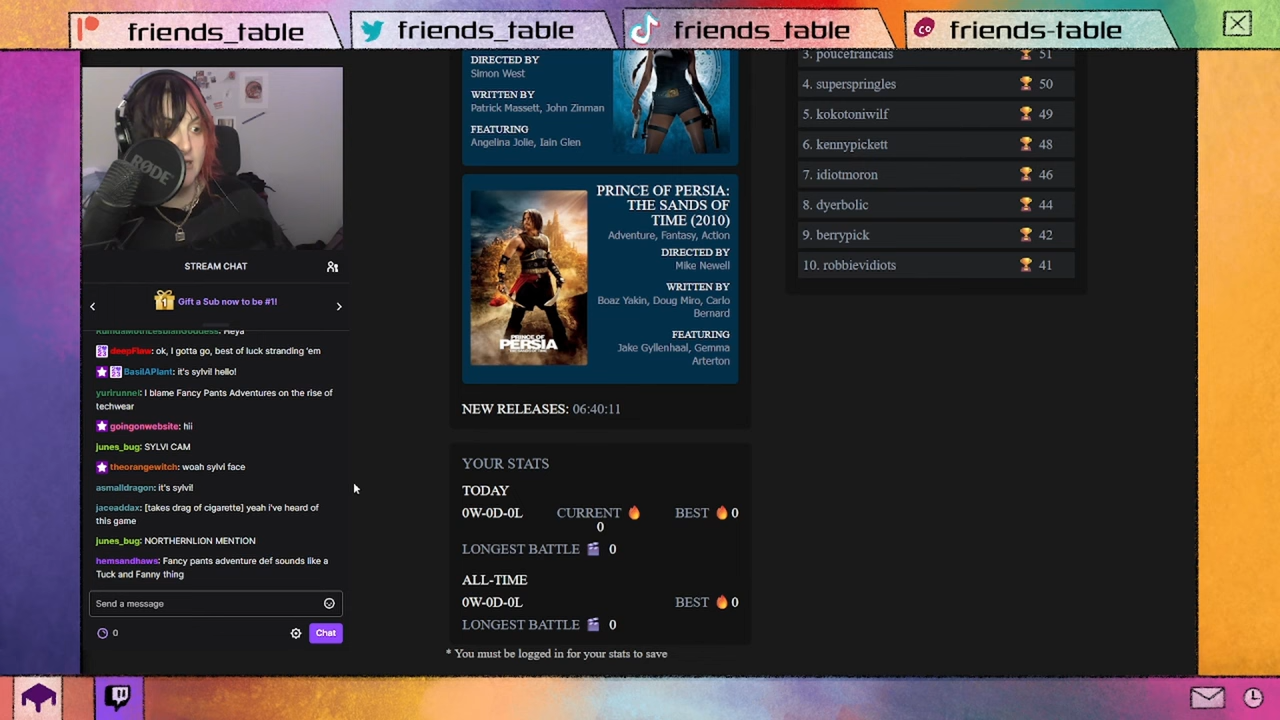 friends_table
friends_table
friends_table
friends-table
RØDE
STREAM CHAT
Gift a Sub now to be #1!
deepFlaw: ok, I gotta go, best of luck stranding 'em
BasilAPlant: it's sylvi! hello!
yurirunnel: I blame Fancy Pants Adventures on the rise of
techwear
goingonwebsite: hii
junes_bug: SYLVI CAM
theorangewitch: woah sylvi face
asmalldragon: it's sylvi!
jaceaddax: [takes drag of cigarette] yeah i've heard of
this game
junes_bug: NORTHERNLION MENTION
hemsandhaws: Fancy pants adventure def sounds like a
Tuck and Fanny thing
Send a message
0
Chat
DIRECTED BY
Simon West
WRITTEN BY
Patrick Massett, John Zinman
FEATURING
Angelina Jolie, Iain Glen
PRINCE OF PERSIA:
THE SANDS OF
TIME (2010)
Adventure, Fantasy, Action
DIRECTED BY
Mike Newell
WRITTEN BY
Boaz Yakin, Doug Miro, Carlo
Bernard
FEATURING
Jake Gyllenhaal, Gemma
Arterton
PRINCE OF
PERSIA
NEW RELEASES: 06:40:11
YOUR STATS
TODAY
0W-0D-0L CURRENT 🔥 0 BEST 🔥 0
LONGEST BATTLE 🎬 0
ALL-TIME
0W-0D-0L BEST 🔥 0
LONGEST BATTLE 🎬 0
* You must be logged in for your stats to save
3. poucefrancais 🏆 51
4. superspringles 🏆 50
5. kokotoniwilf 🏆 49
6. kennypickett 🏆 48
7. idiotmoron 🏆 46
8. dyerbolic 🏆 44
9. berrypick 🏆 42
10. robbievidiots 🏆 41